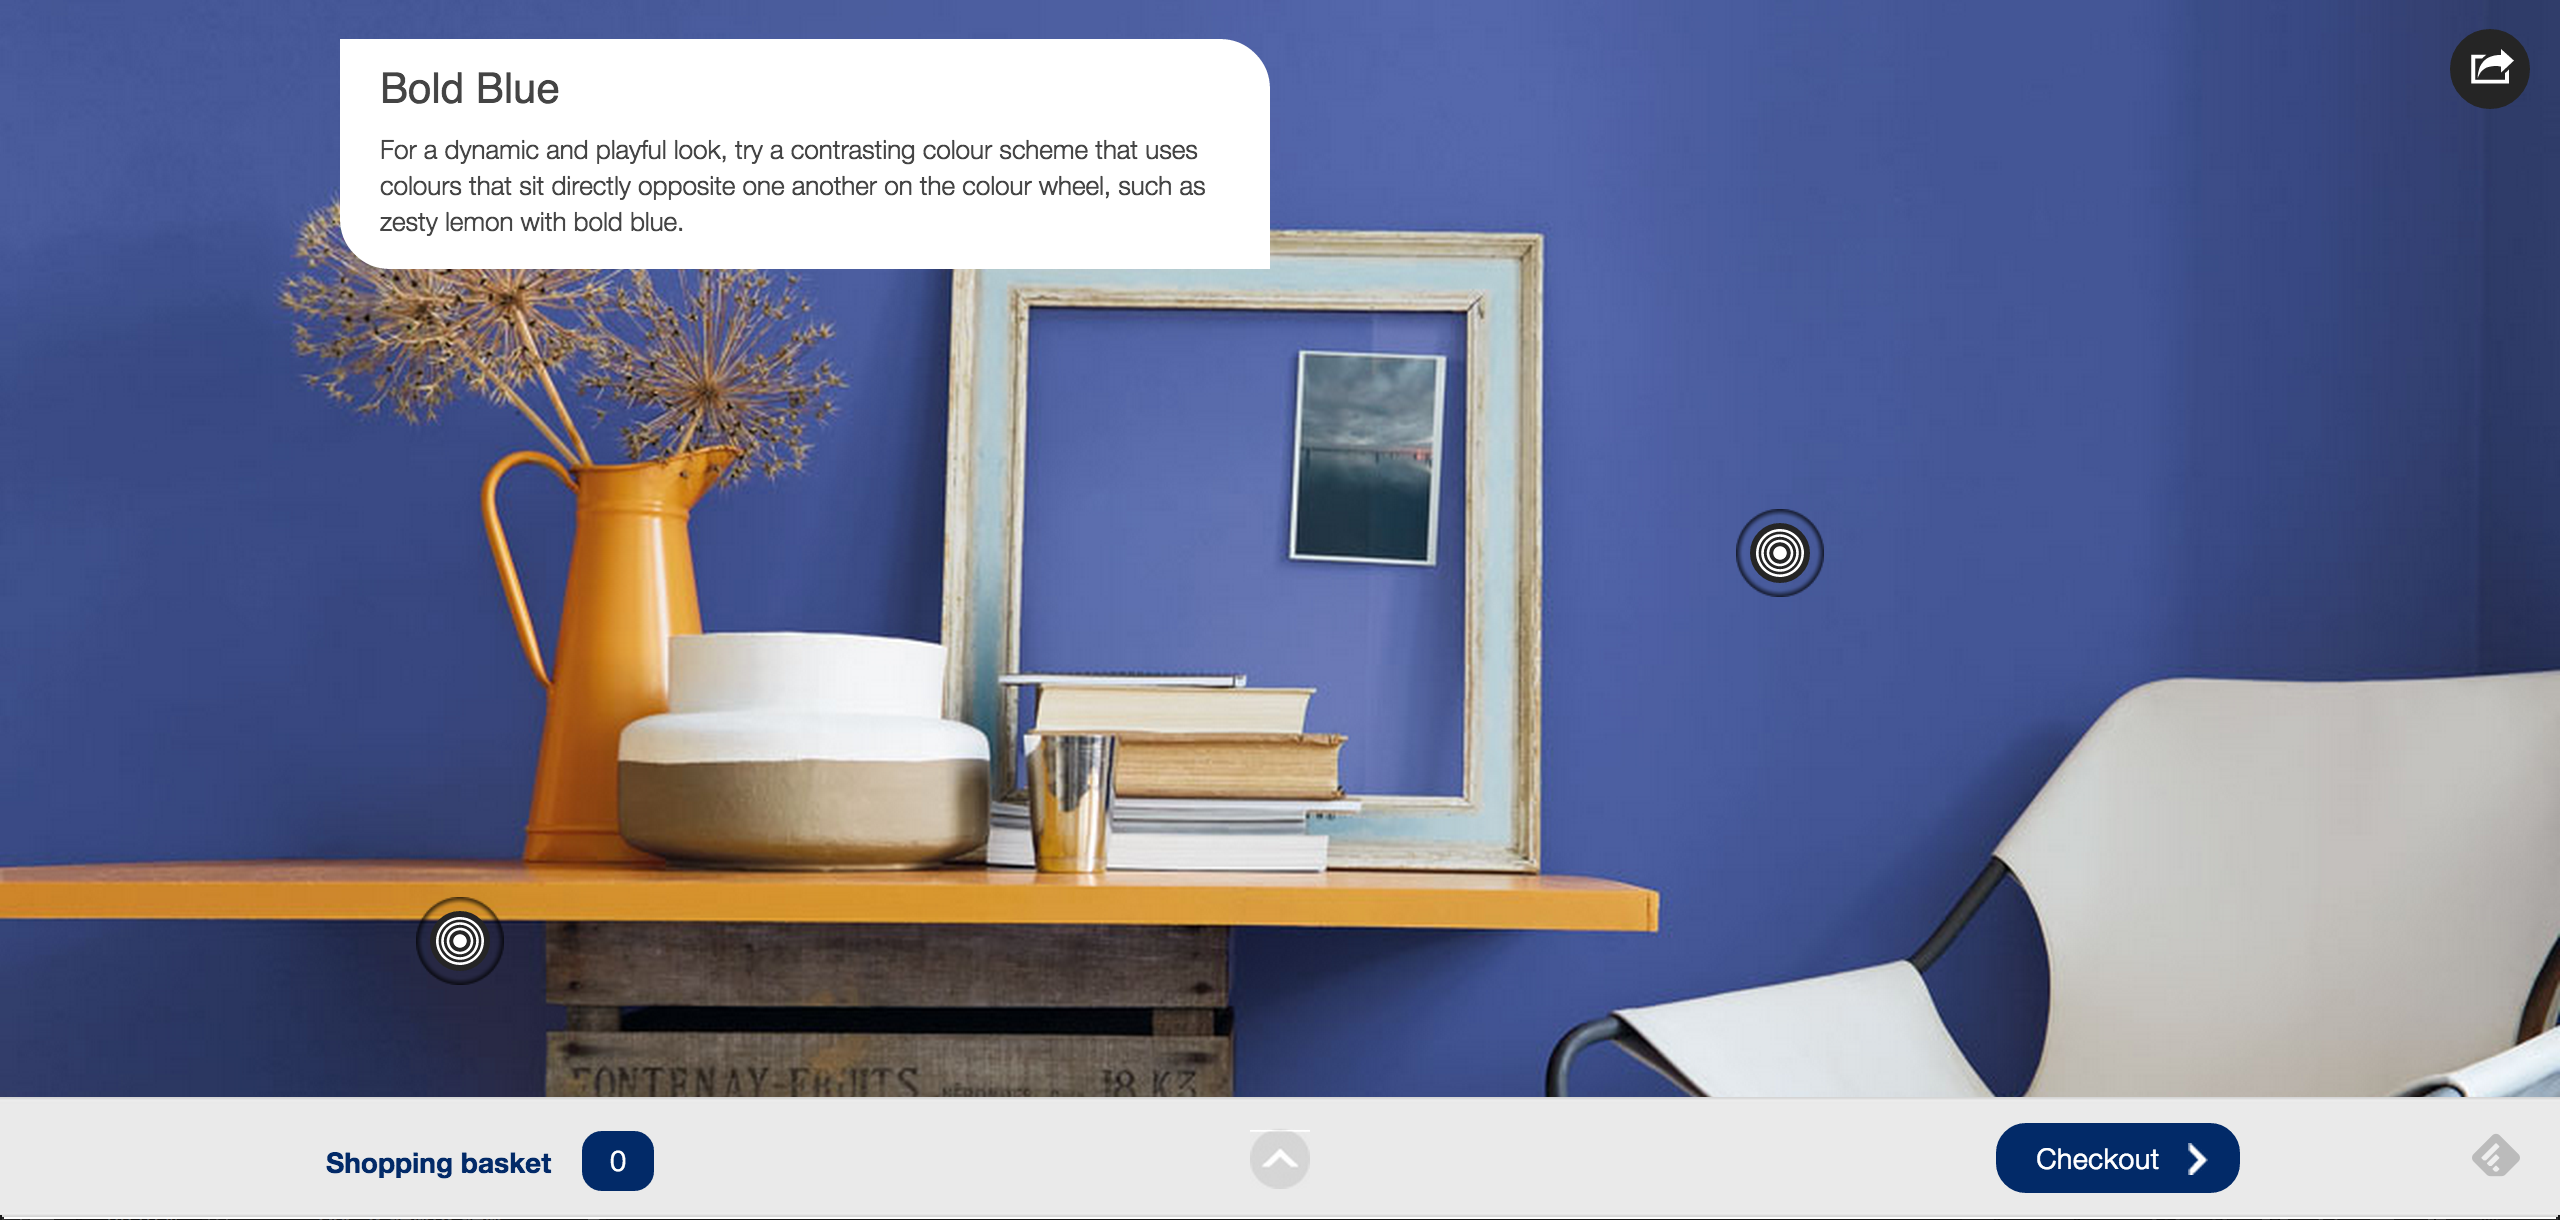 Bold Blue
For a dynamic and playful look, try a contrasting colour scheme that uses
colours that sit directly opposite one another on the colour wheel, such as
zesty lemon with bold blue.
FONTENAY-FRUITS 18 K
Shopping basket 0
Checkout